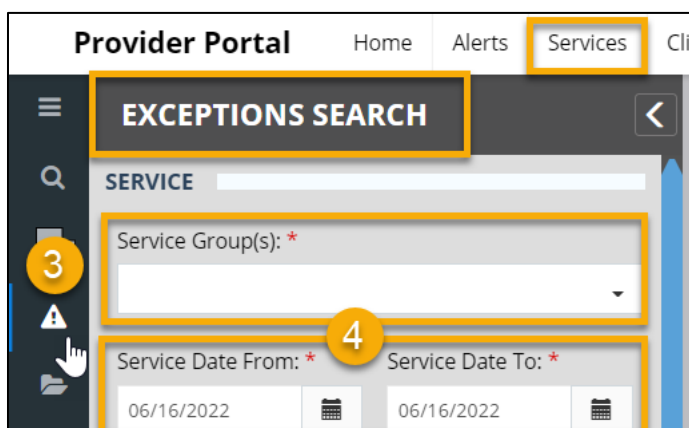 Provider Portal Home Alerts Services Cli
EXCEPTIONS SEARCH
SERVICE
Service Group(s): *
3
4
Service Date From: * Service Date To: *
06/16/2022 06/16/2022